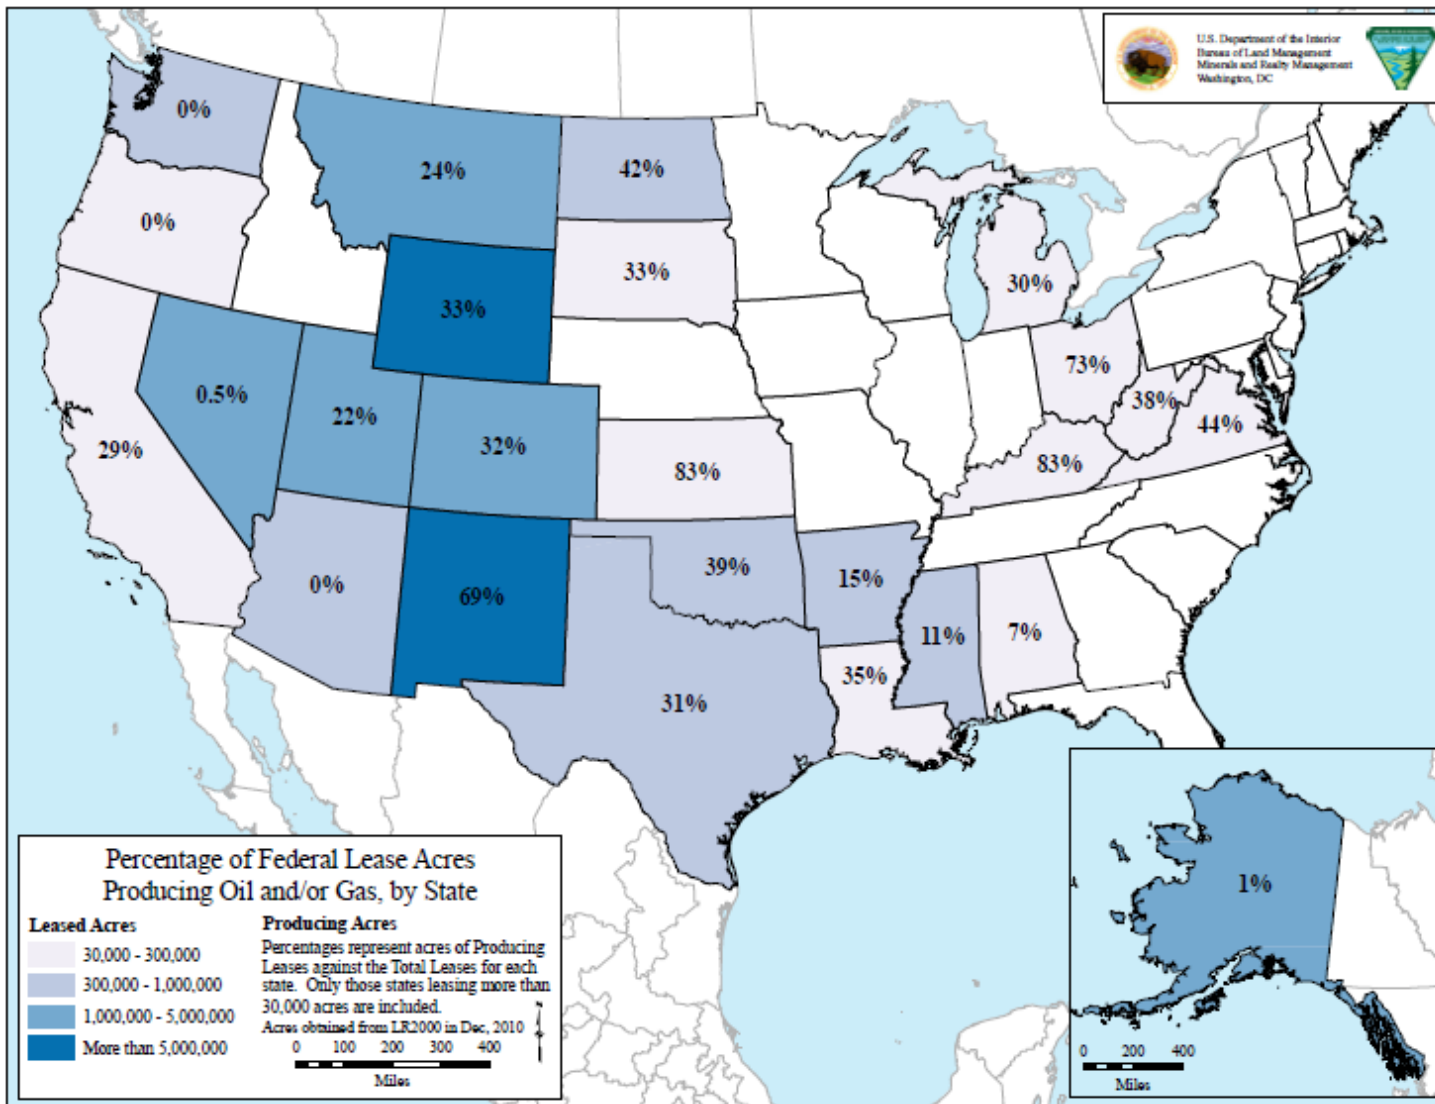 U.S. Department of the Interior
Bureau of Land Management
Minerals and Realty Management
Washington, DC
0%
24%
42%
0%
33%
30%
33%
73%
0.5%
38%
22%
44%
32%
29%
83%
83%
39%
15%
0%
69%
11%
7%
35%
31%
1%
Percentage of Federal Lease Acres
Producing Oil and/or Gas, by State
Leased Acres
30,000 - 300,000
300,000 - 1,000,000
1,000,000 - 5,000,000
More than 5,000,000
Producing Acres
Percentages represent acres of Producing
Leases against the Total Leases for each
state. Only those states leasing more than
30,000 acres are included.
Acres obtained from LR2000 in Dec, 2010
0 100 200 300 400
Miles
0 200 400
Miles